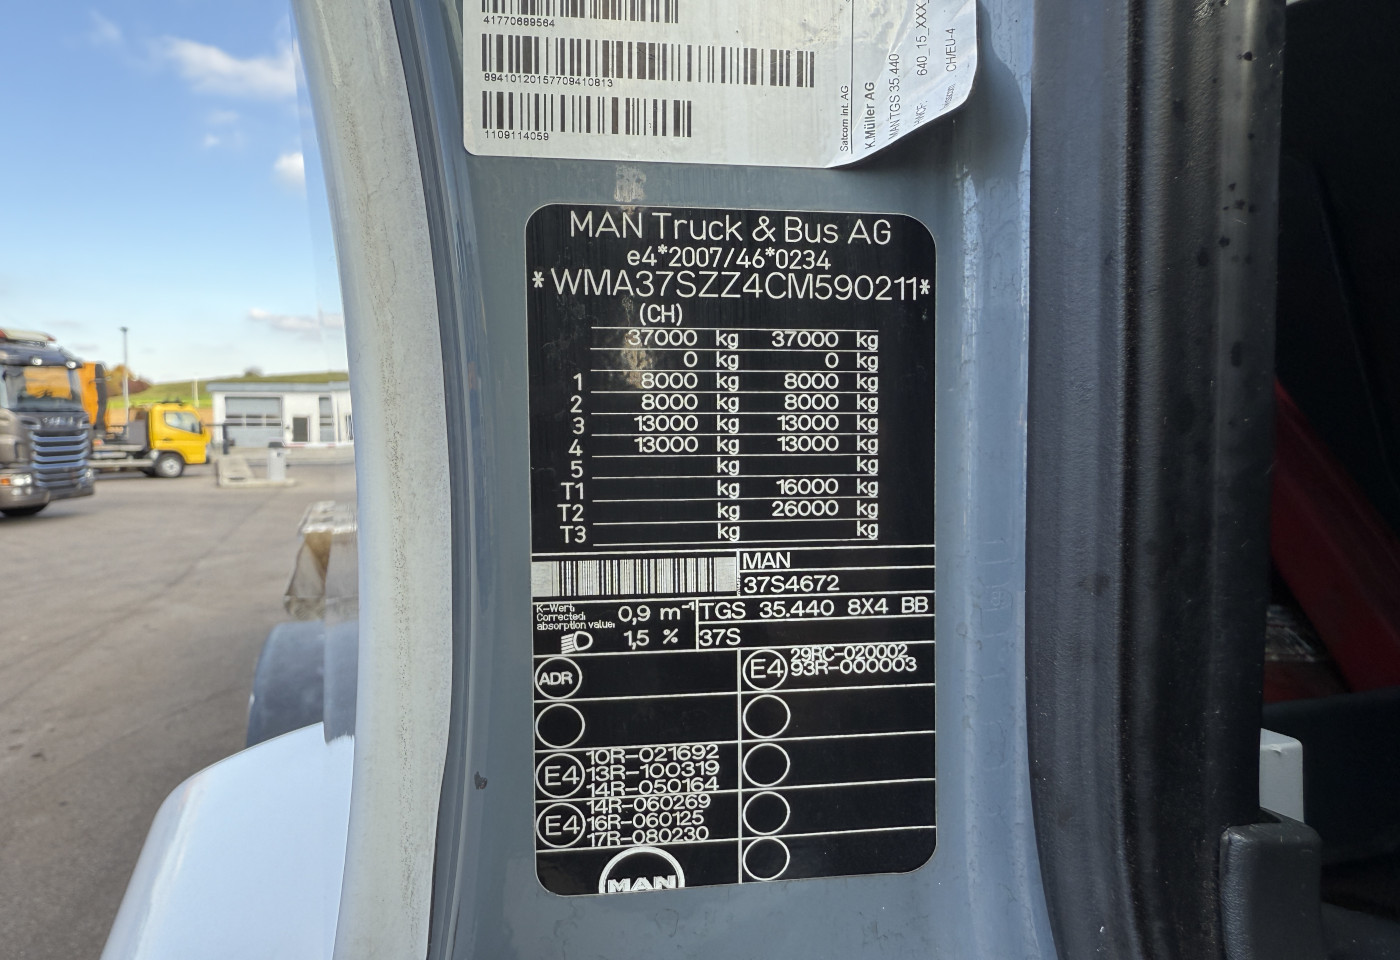 41770689564
89410120157709410813
1109114059
Satcom Int. AG
K.Müller AG
MAN TGS 35.440
640_15_XXX_
CH/EU-4
MAN Truck & Bus AG
e4*2007/46*0234
*WMA37SZZ4CM590211*
(CH)
37000 kg 37000 kg
0 kg 0 kg
1 8000 kg 8000 kg
2 8000 kg 8000 kg
3 13000 kg 13000 kg
4 13000 kg 13000 kg
5 kg kg
T1 kg 16000 kg
T2 kg 26000 kg
T3 kg kg
MAN
37S4672
K-Wert:
Corrected:
absorption value:
0,9 m⁻¹
1,5 %
TGS 35.440 8X4 BB
37S
ADR
E4 29RC-020002
93R-000003
E4 10R-021692
13R-100319
14R-050164
E4 14R-060269
16R-060125
17R-080230
MAN